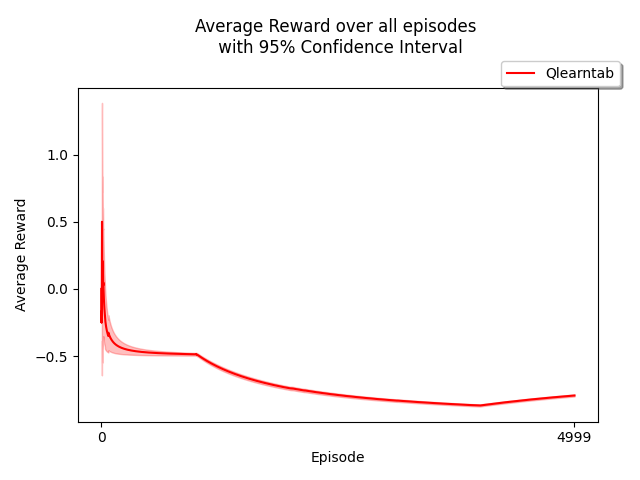 Average Reward over all episodes
with 95% Confidence Interval
Qlearntab
1.0
0.5
0.0
−0.5
Average Reward
0
4999
Episode